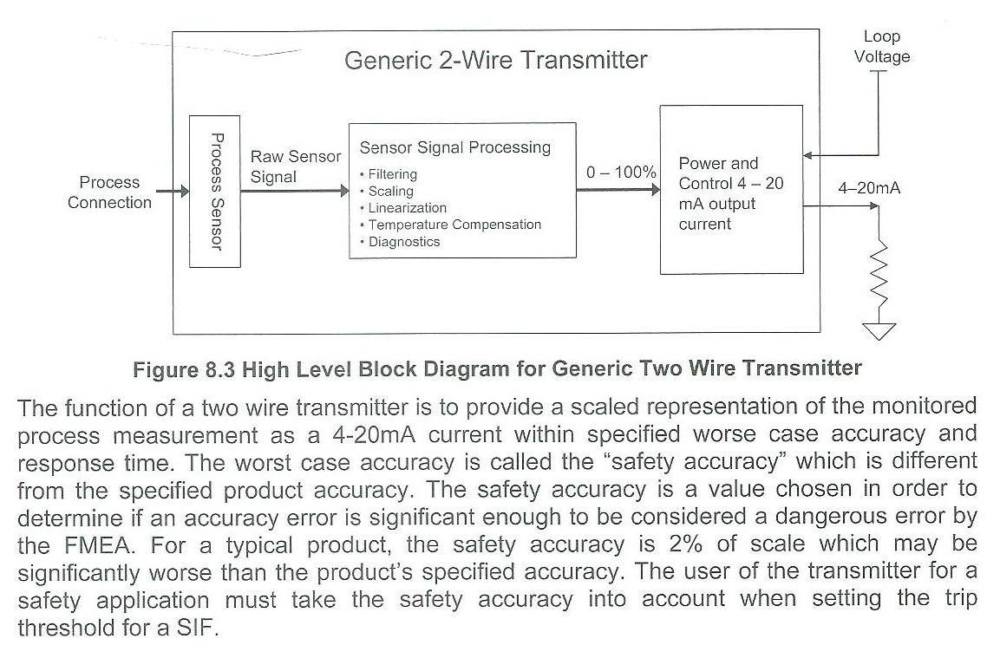 Generic 2-Wire Transmitter
Loop
Voltage
Process
Connection
Process Sensor
Raw Sensor
Signal
Sensor Signal Processing
• Filtering
• Scaling
• Linearization
• Temperature Compensation
• Diagnostics
0 – 100%
Power and
Control 4 – 20
mA output
current
4–20mA
Figure 8.3 High Level Block Diagram for Generic Two Wire Transmitter
The function of a two wire transmitter is to provide a scaled representation of the monitored
process measurement as a 4-20mA current within specified worse case accuracy and
response time. The worst case accuracy is called the “safety accuracy” which is different
from the specified product accuracy. The safety accuracy is a value chosen in order to
determine if an accuracy error is significant enough to be considered a dangerous error by
the FMEA. For a typical product, the safety accuracy is 2% of scale which may be
significantly worse than the product’s specified accuracy. The user of the transmitter for a
safety application must take the safety accuracy into account when setting the trip
threshold for a SIF.